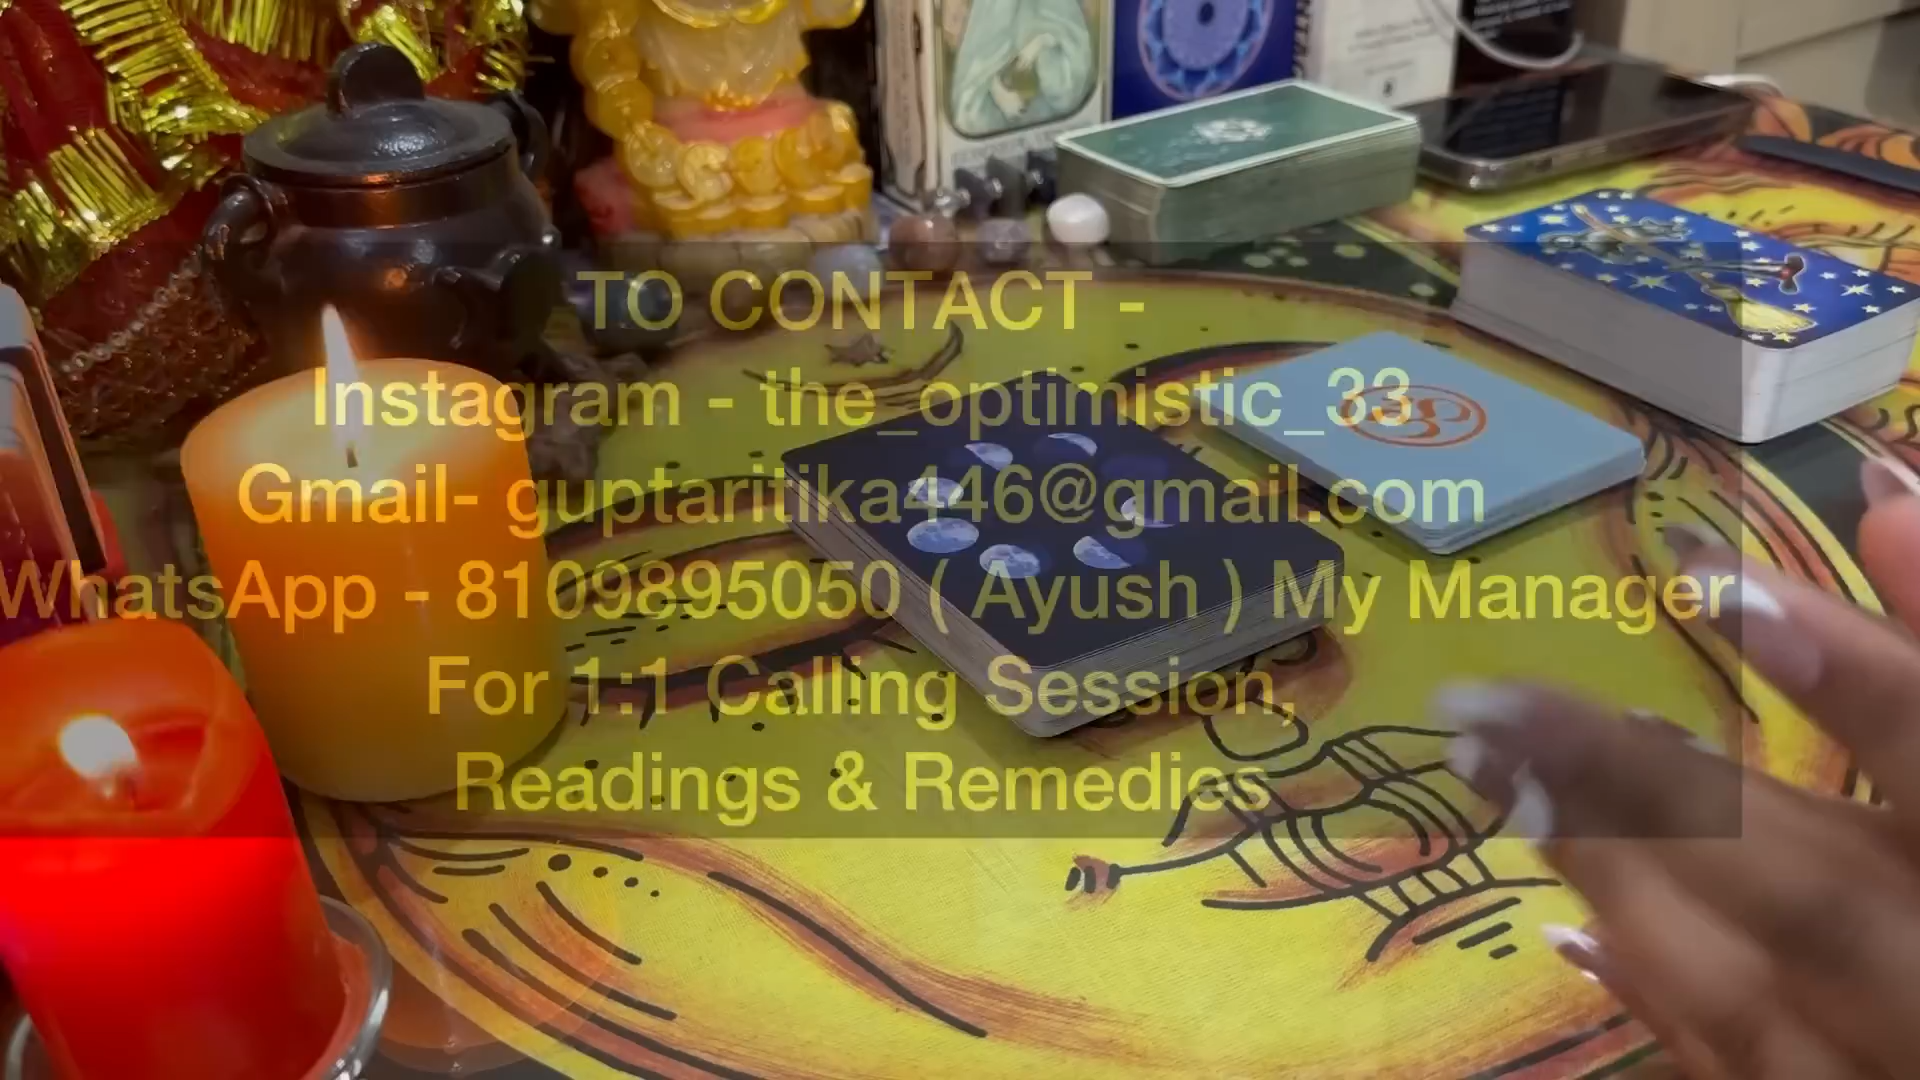 TO CONTACT -
Instagram - the_optimistic_33
Gmail- guptaritika446@gmail.com
WhatsApp - 8109895050 ( Ayush ) My Manager
For 1:1 Calling Session,
Readings & Remedies